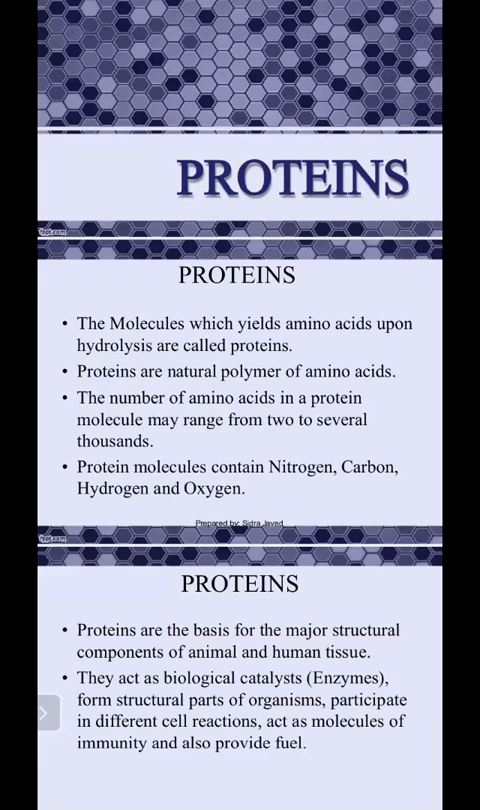 PROTEINS
fppt.com
PROTEINS
• The Molecules which yields amino acids upon
hydrolysis are called proteins.
• Proteins are natural polymer of amino acids.
• The number of amino acids in a protein
molecule may range from two to several
thousands.
• Protein molecules contain Nitrogen, Carbon,
Hydrogen and Oxygen.
Prepared by: Sidra Javed
fppt.com
PROTEINS
• Proteins are the basis for the major structural
components of animal and human tissue.
• They act as biological catalysts (Enzymes),
form structural parts of organisms, participate
in different cell reactions, act as molecules of
immunity and also provide fuel.